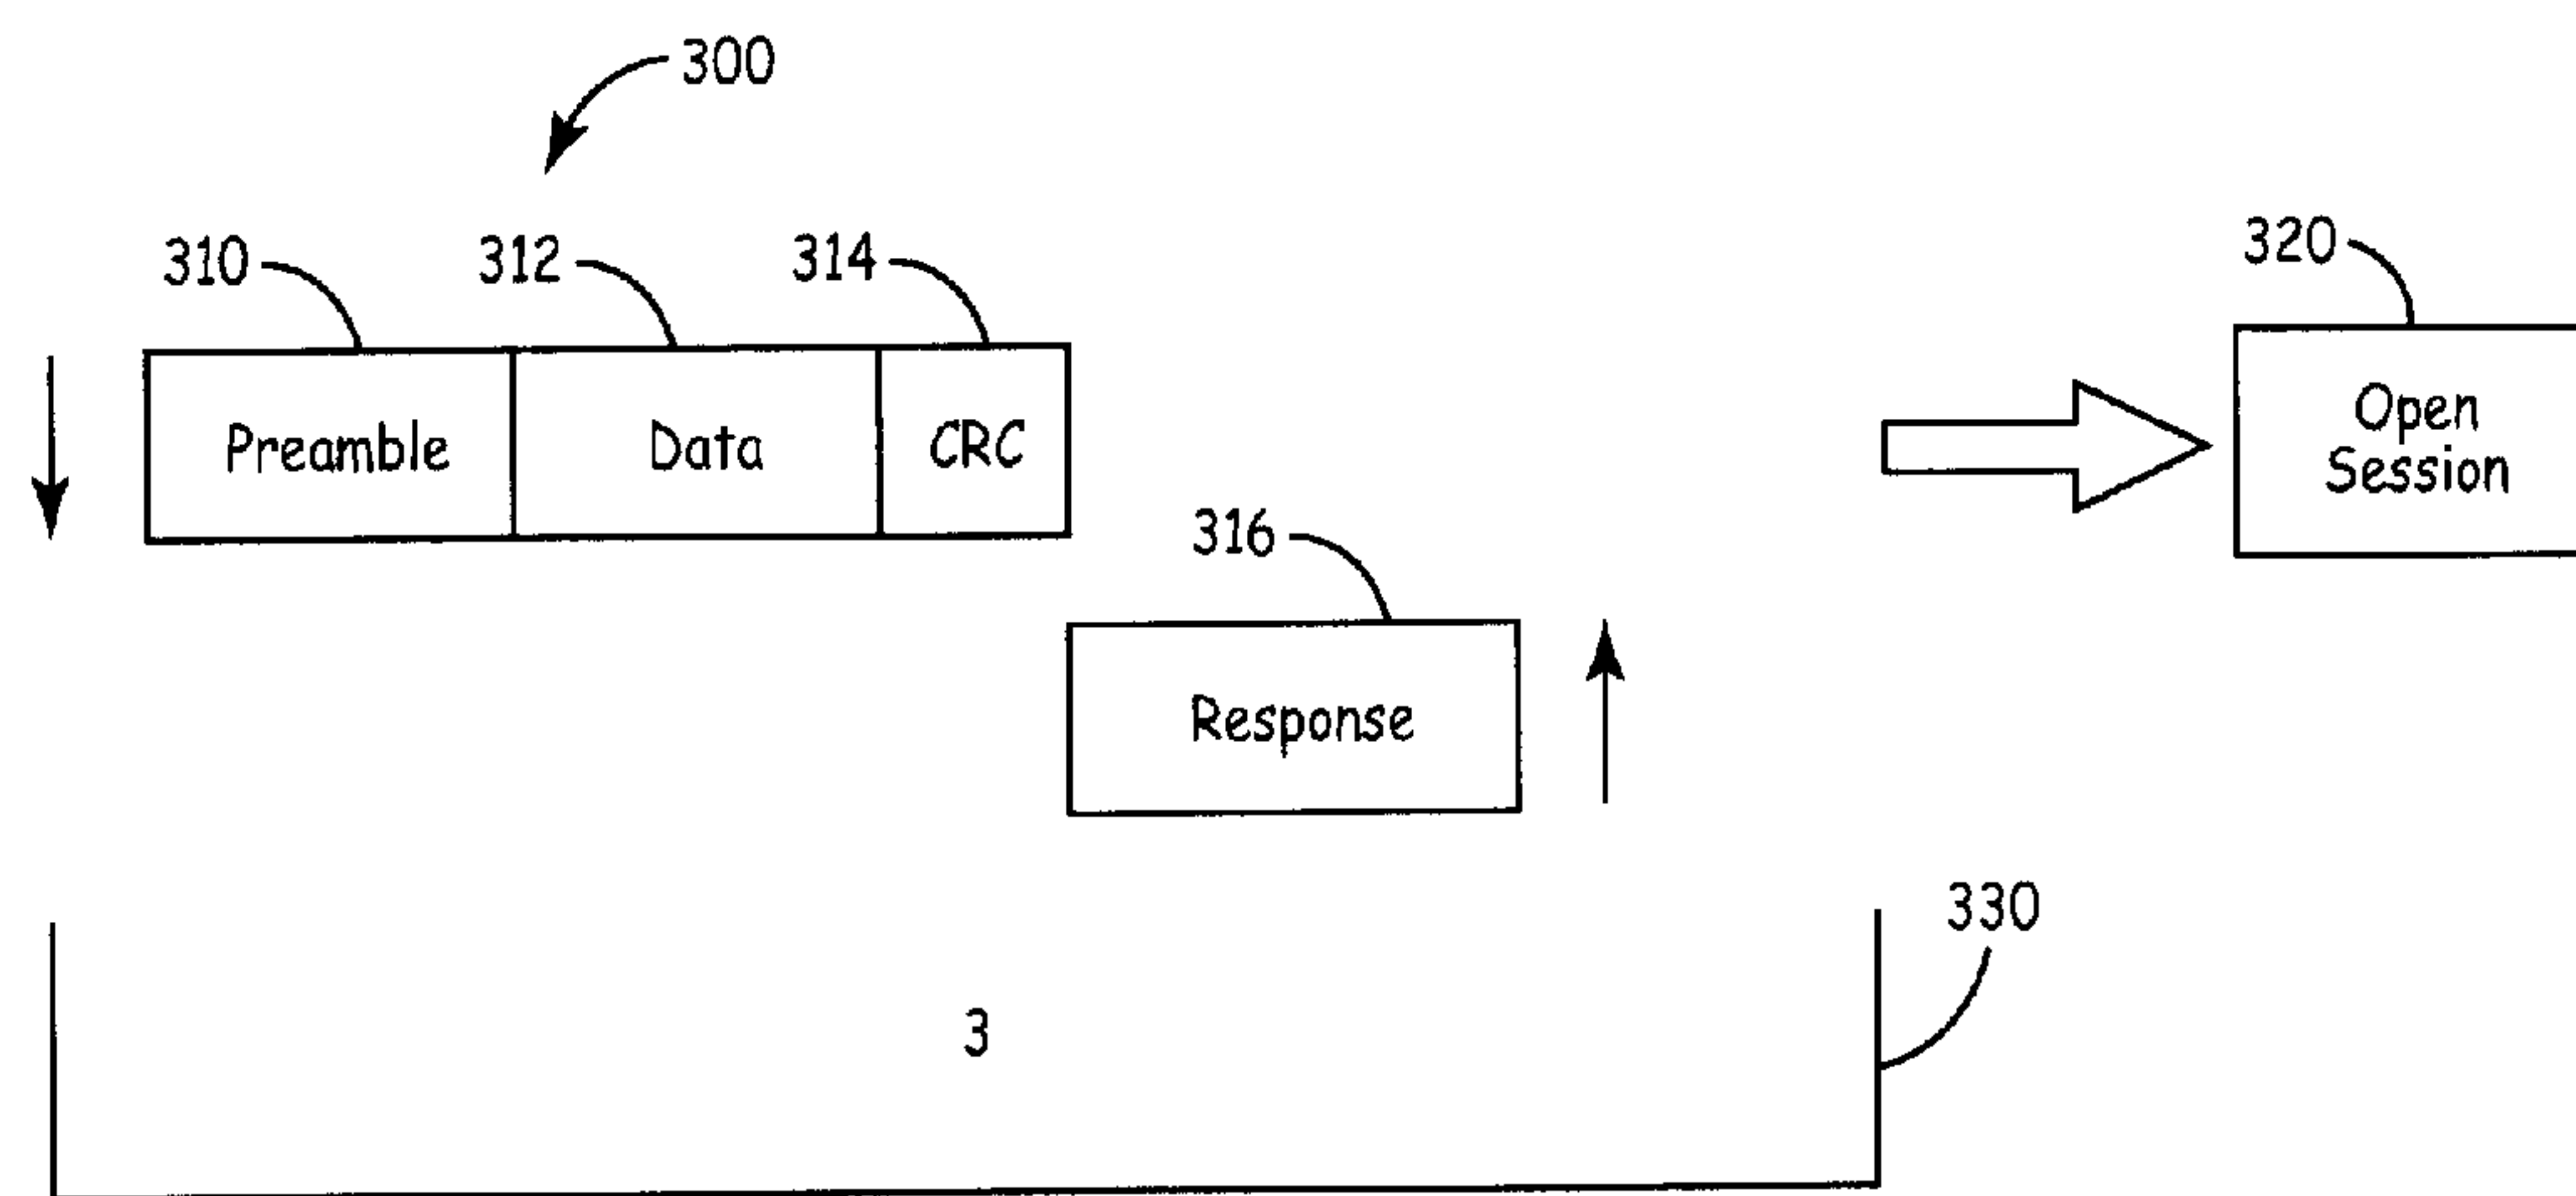 300
310
312
314
320
Preamble
Data
CRC
Open
Session
316
Response
330
3